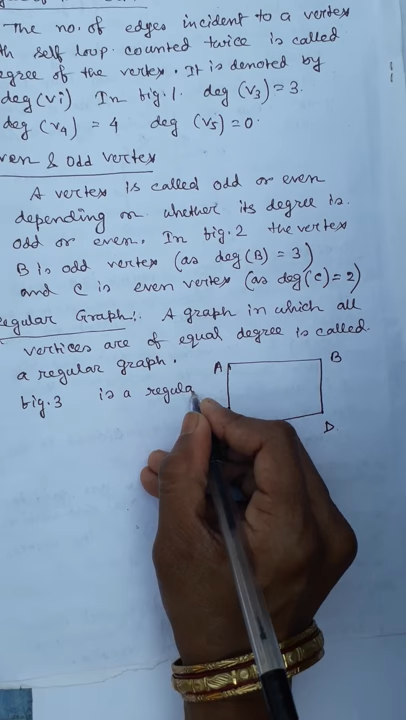 The no. of edges incident to a vertex
th self loop counted twice is called
egree of the vertex. It is denoted by
deg(Vi) In fig.1. deg (V3)=3.
deg (V4) = 4 deg (V5)=0.
ven & odd vertex
A vertex is called odd or even
depending on whether its degree is
odd or even. In fig.2 the vertex
B is odd vertex (as deg(B) = 3)
and C is even vertex (as deg(C)=2)
egular Graph:. A graph in which all
vertices are of equal degree is called
a regular graph.
A B
fig.3 is a regula
D